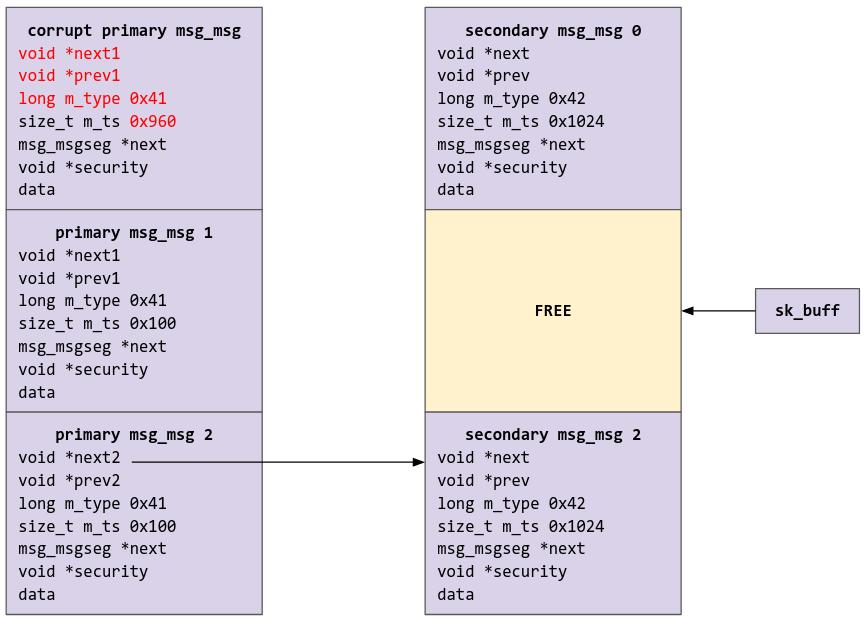 corrupt primary msg_msg
void *next1
void *prev1
long m_type 0x41
size_t m_ts 0x960
msg_msgseg *next
void *security
data
primary msg_msg 1
void *next1
void *prev1
long m_type 0x41
size_t m_ts 0x100
msg_msgseg *next
void *security
data
primary msg_msg 2
void *next2
void *prev2
long m_type 0x41
size_t m_ts 0x100
msg_msgseg *next
void *security
data
secondary msg_msg 0
void *next
void *prev
long m_type 0x42
size_t m_ts 0x1024
msg_msgseg *next
void *security
data
FREE
sk_buff
secondary msg_msg 2
void *next
void *prev
long m_type 0x42
size_t m_ts 0x1024
msg_msgseg *next
void *security
data